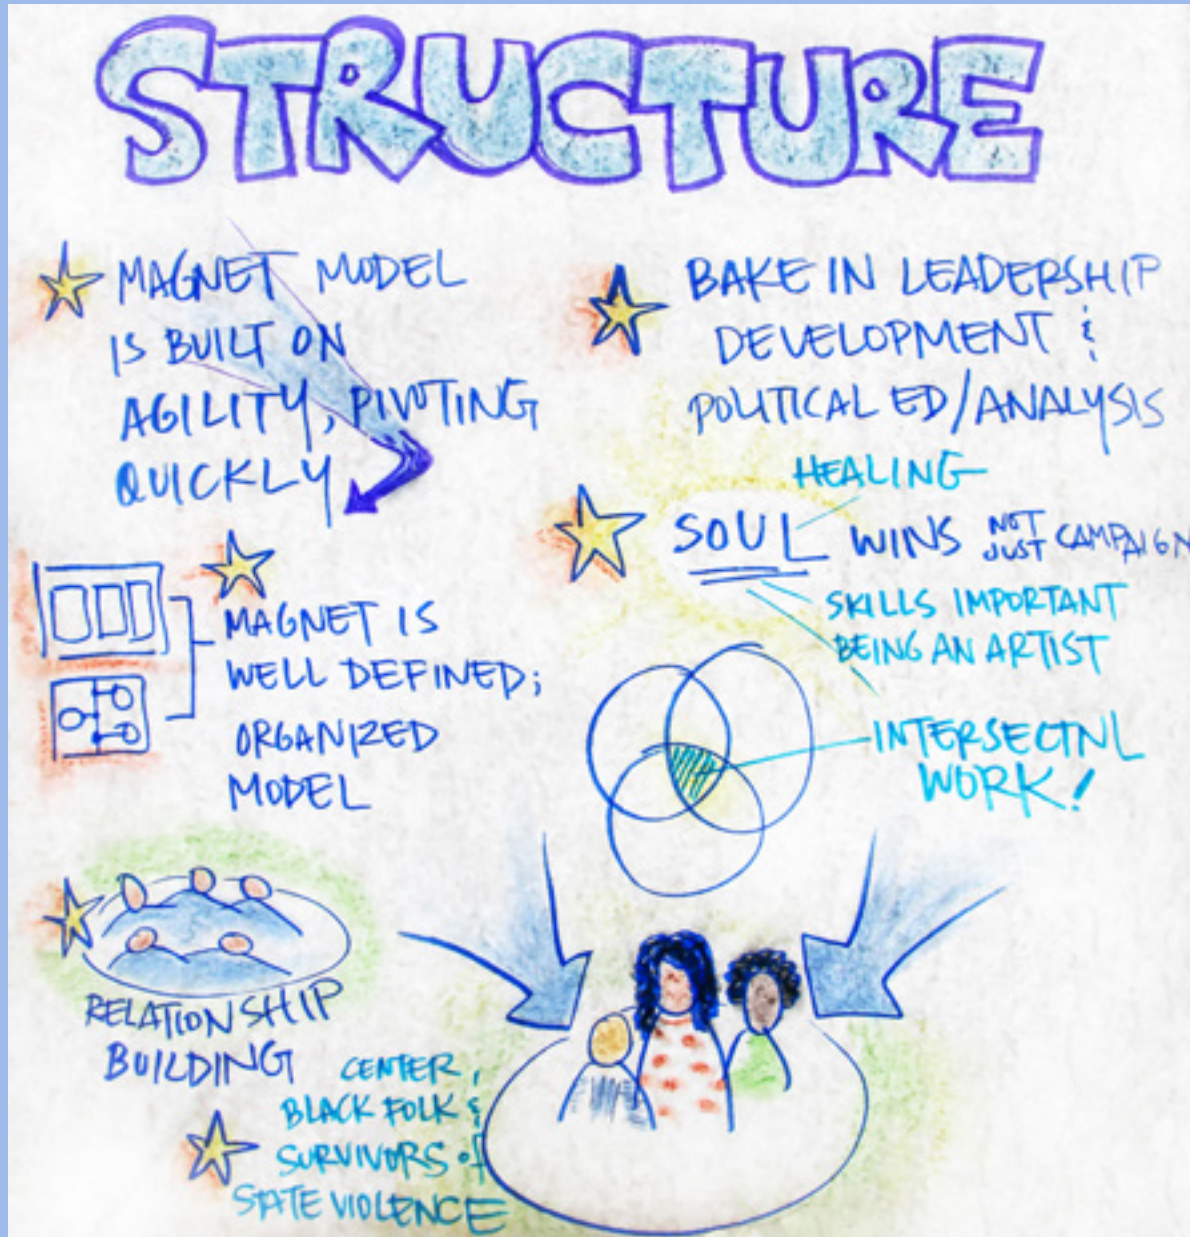 STRUCTURE
MAGNET MODEL
IS BUILT ON
AGILITY, PIVOTING
QUICKLY
MAGNET IS
WELL DEFINED;
ORGANIZED
MODEL
RELATIONSHIP
BUILDING
CENTER,
BLACK FOLK &
SURVIVORS of
STATE VIOLENCE
BAKE IN LEADERSHIP
DEVELOPMENT &
POLITICAL ED/ANALYSIS
HEALING
SOUL WINS NOT JUST CAMPAIGN
SKILLS IMPORTANT
BEING AN ARTIST
INTERSECTNL
WORK!